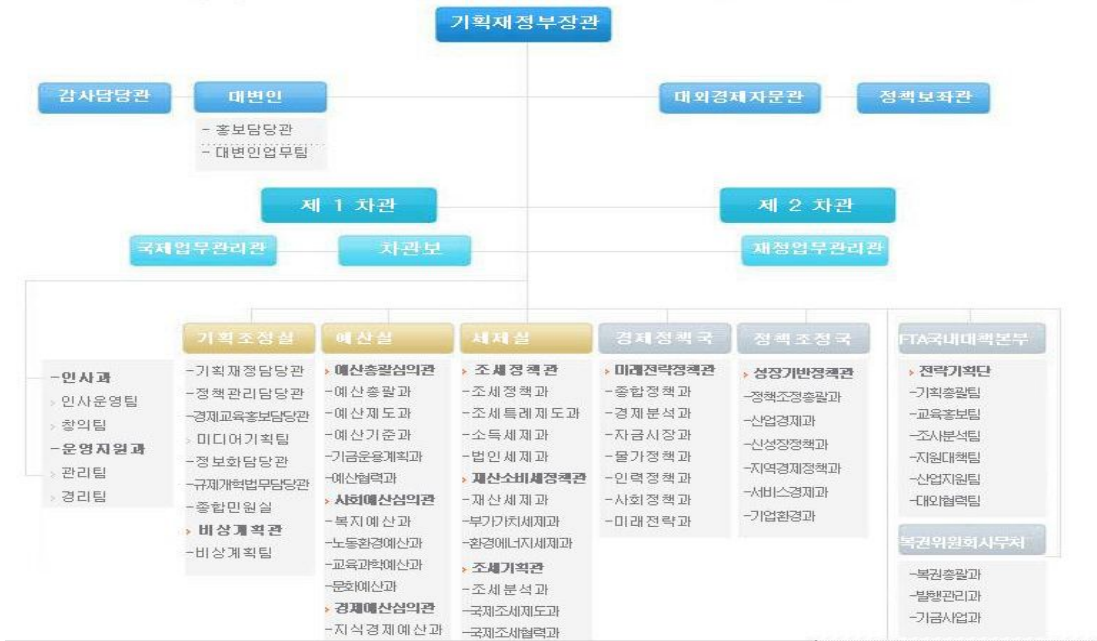 기획재정부장관
감사담당관
대변인
대외경제자문관
정책보좌관
- 홍보담당관
- 대변인업무팀
제 1 차관
제 2 차관
국제업무관리관
차관보
재정업무관리관
-인사과
> 인사운영팀
> 창의팀
-운영지원과
> 관리팀
> 경리팀
기획조정실
-기획재정담당관
-정책관리담당관
-경제교육홍보담당관
> 미디어기획팀
-정보화담당관
-규제개혁법무담당관
-종합민원실
> 비상계획관
-비상계획팀
예산실
> 예산총괄심의관
-예산총괄과
-예산제도과
-예산기준과
-기금운용계획과
-예산협력과
> 사회예산심의관
-복지예산과
-노동환경예산과
-교육과학예산과
-문화예산과
> 경제예산심의관
-지식경제예산과
세제실
> 조세정책관
-조세정책과
-조세특례제도과
-소득세제과
-법인세제과
> 재산소비세정책관
-재산세제과
-부가가치세제과
-환경에너지세제과
> 조세기획관
-조세분석과
-국제조세제도과
-국제조세협력과
경제정책국
> 미래전략정책관
-종합정책과
-경제분석과
-자금시장과
-물가정책과
-인력정책과
-사회정책과
-미래전략과
정책조정국
> 성장기반정책관
-정책조정총괄과
-산업경제과
-신성장정책과
-지역경제정책과
-서비스경제과
-기업환경과
FTA국내대책본부
> 전략기획단
-기획총괄팀
-교육홍보팀
-조사분석팀
-지원대책팀
-산업지원팀
-대외협력팀
복권위원회사무처
-복권총괄과
-발행관리과
-기금사업과